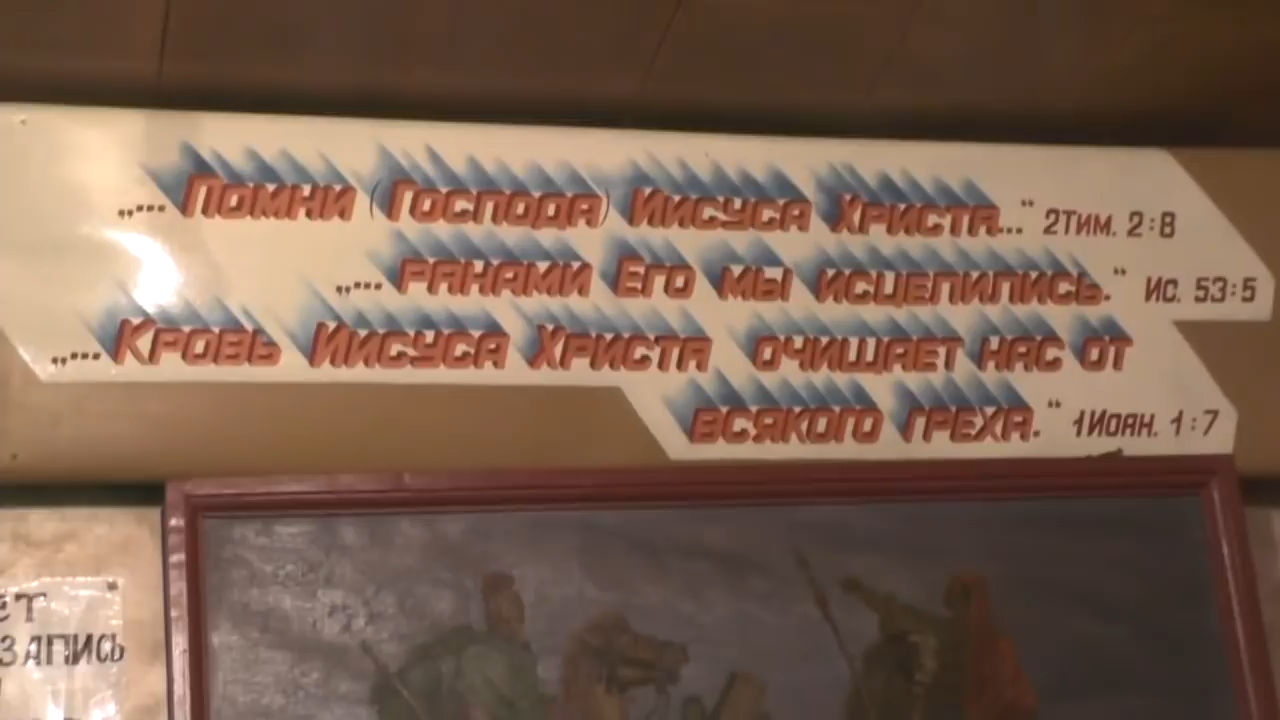 „... Помни (Господа) Иисуса Христа...“ 2Тим. 2:8
„... ранами Его мы исцелились.“ Ис. 53:5
„... Кровь Иисуса Христа очищает нас от
всякого греха.“ 1Иоан. 1:7
ЗАПИСЬ